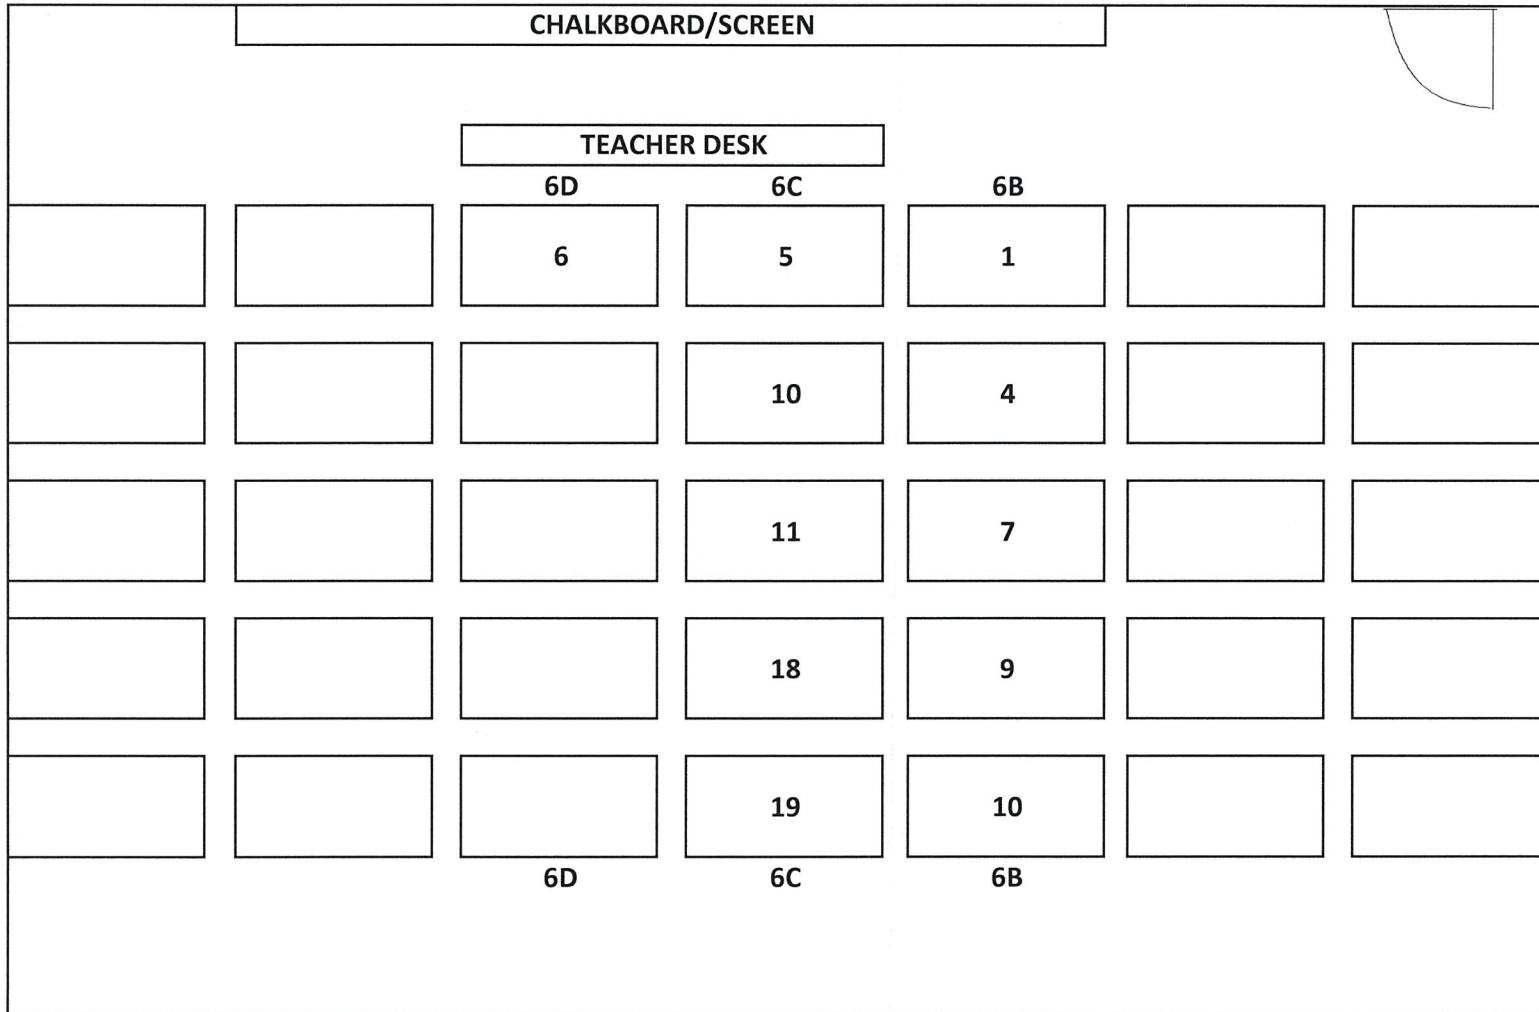 CHALKBOARD/SCREEN
TEACHER DESK
6D 6C 6B
6 5 1
10 4
11 7
18 9
19 10
6D 6C 6B